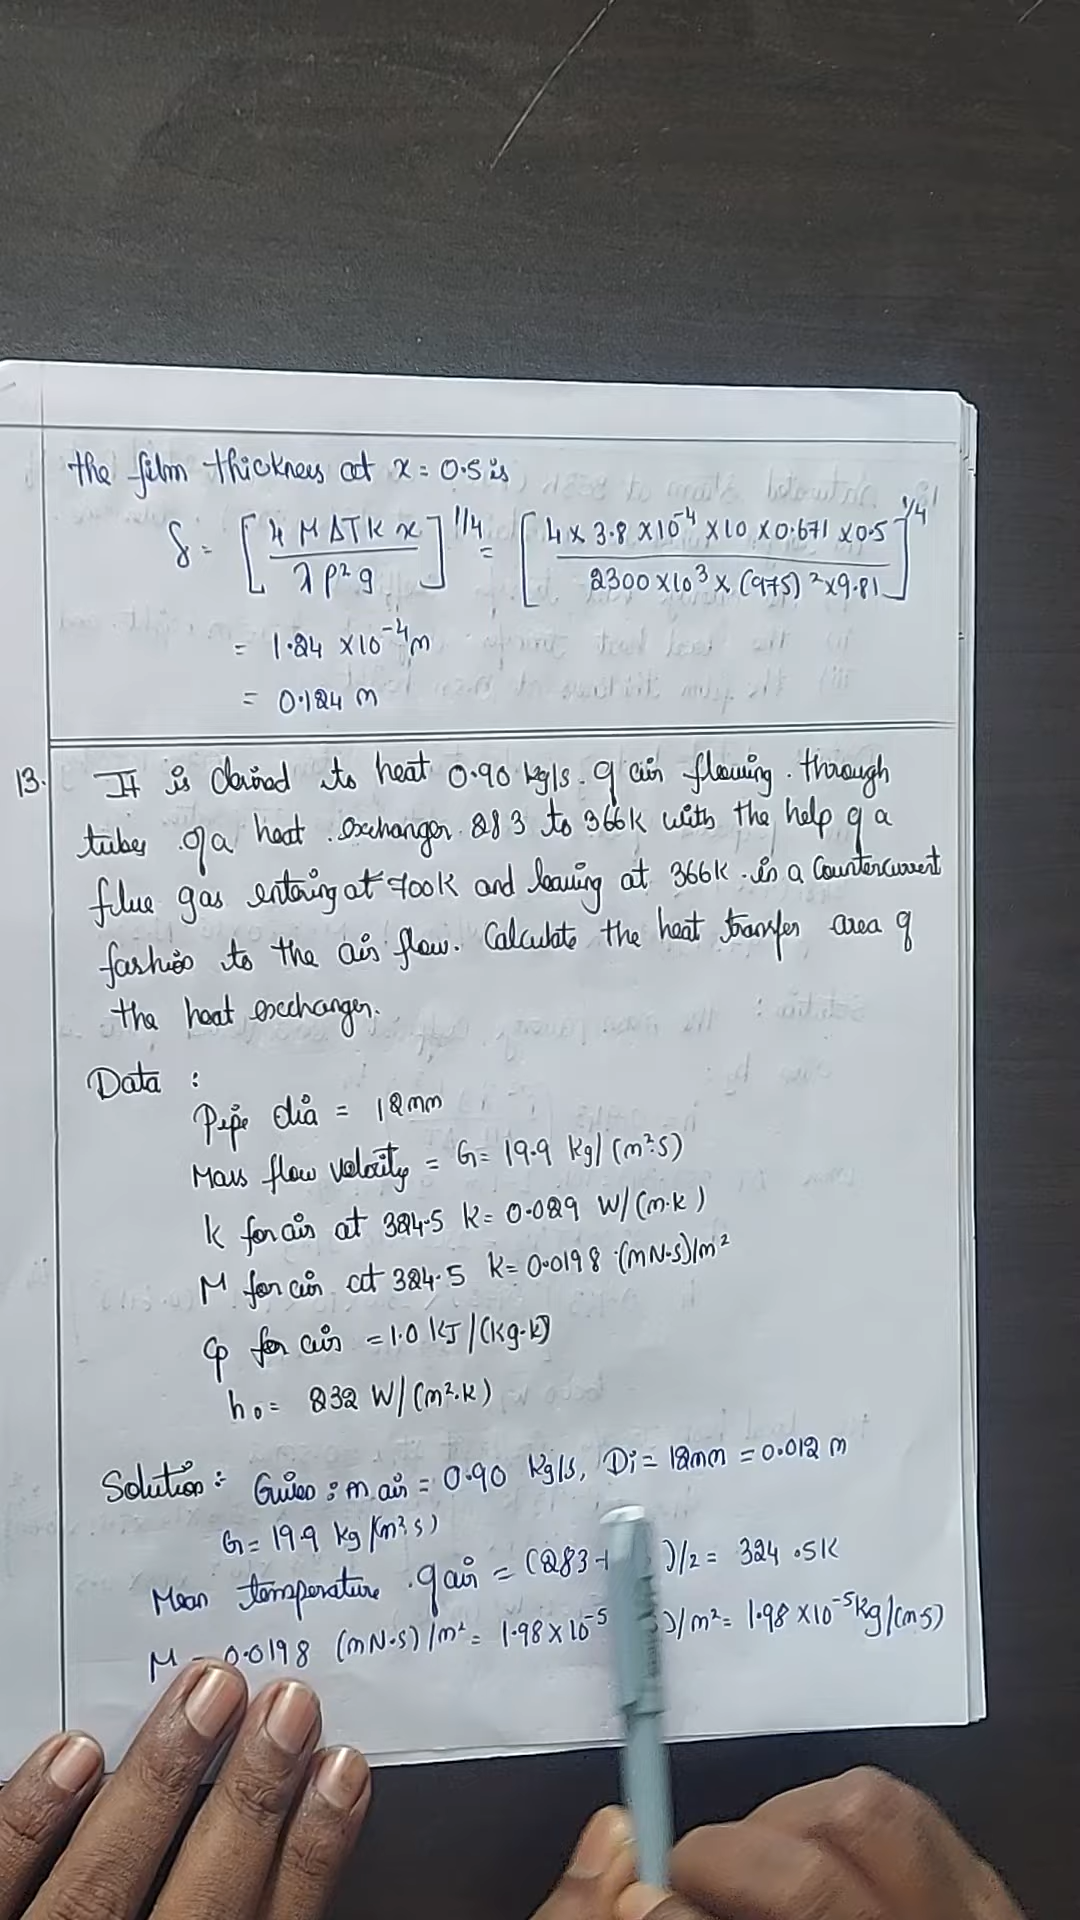 the film thickness at x = 0.5 is
δ = [4 μ ΔT K x / λ ρ² g]^1/4 = [4 x 3.8 x10^-4 x 10 x 0.671 x 0.5 / 2300 x10³ x (975)² x 9.81]^1/4
= 1.24 x10^-4 m
= 0.124 m
13. It is desired to heat 0.90 kg/s of air flowing through
tubes of a heat exchanger 283 to 366K with the help of a
flue gas entering at 700K and leaving at 366K in a Countercurrent
fashion to the air flow. Calculate the heat transfer area of
the heat exchanger.
Data :
Pipe dia = 12mm
Mass flow velocity = G = 19.9 kg/(m².s)
K for air at 324.5 K = 0.029 W/(m.k)
μ for air at 324.5 k = 0.0198 (mN.s)/m²
Cp for air = 1.0 KJ/(kg.k)
ho = 232 W/(m².k)
Solution : Given : m air = 0.90 kg/s, Di = 12mm = 0.012 m
G = 19.9 kg/(m².s)
Mean temperature of air = (283+ )/2 = 324.5K
μ = 0.0198 (mN.s)/m² = 1.98 x10^-5 )/m² = 1.98 x10^-5 kg/(m.s)